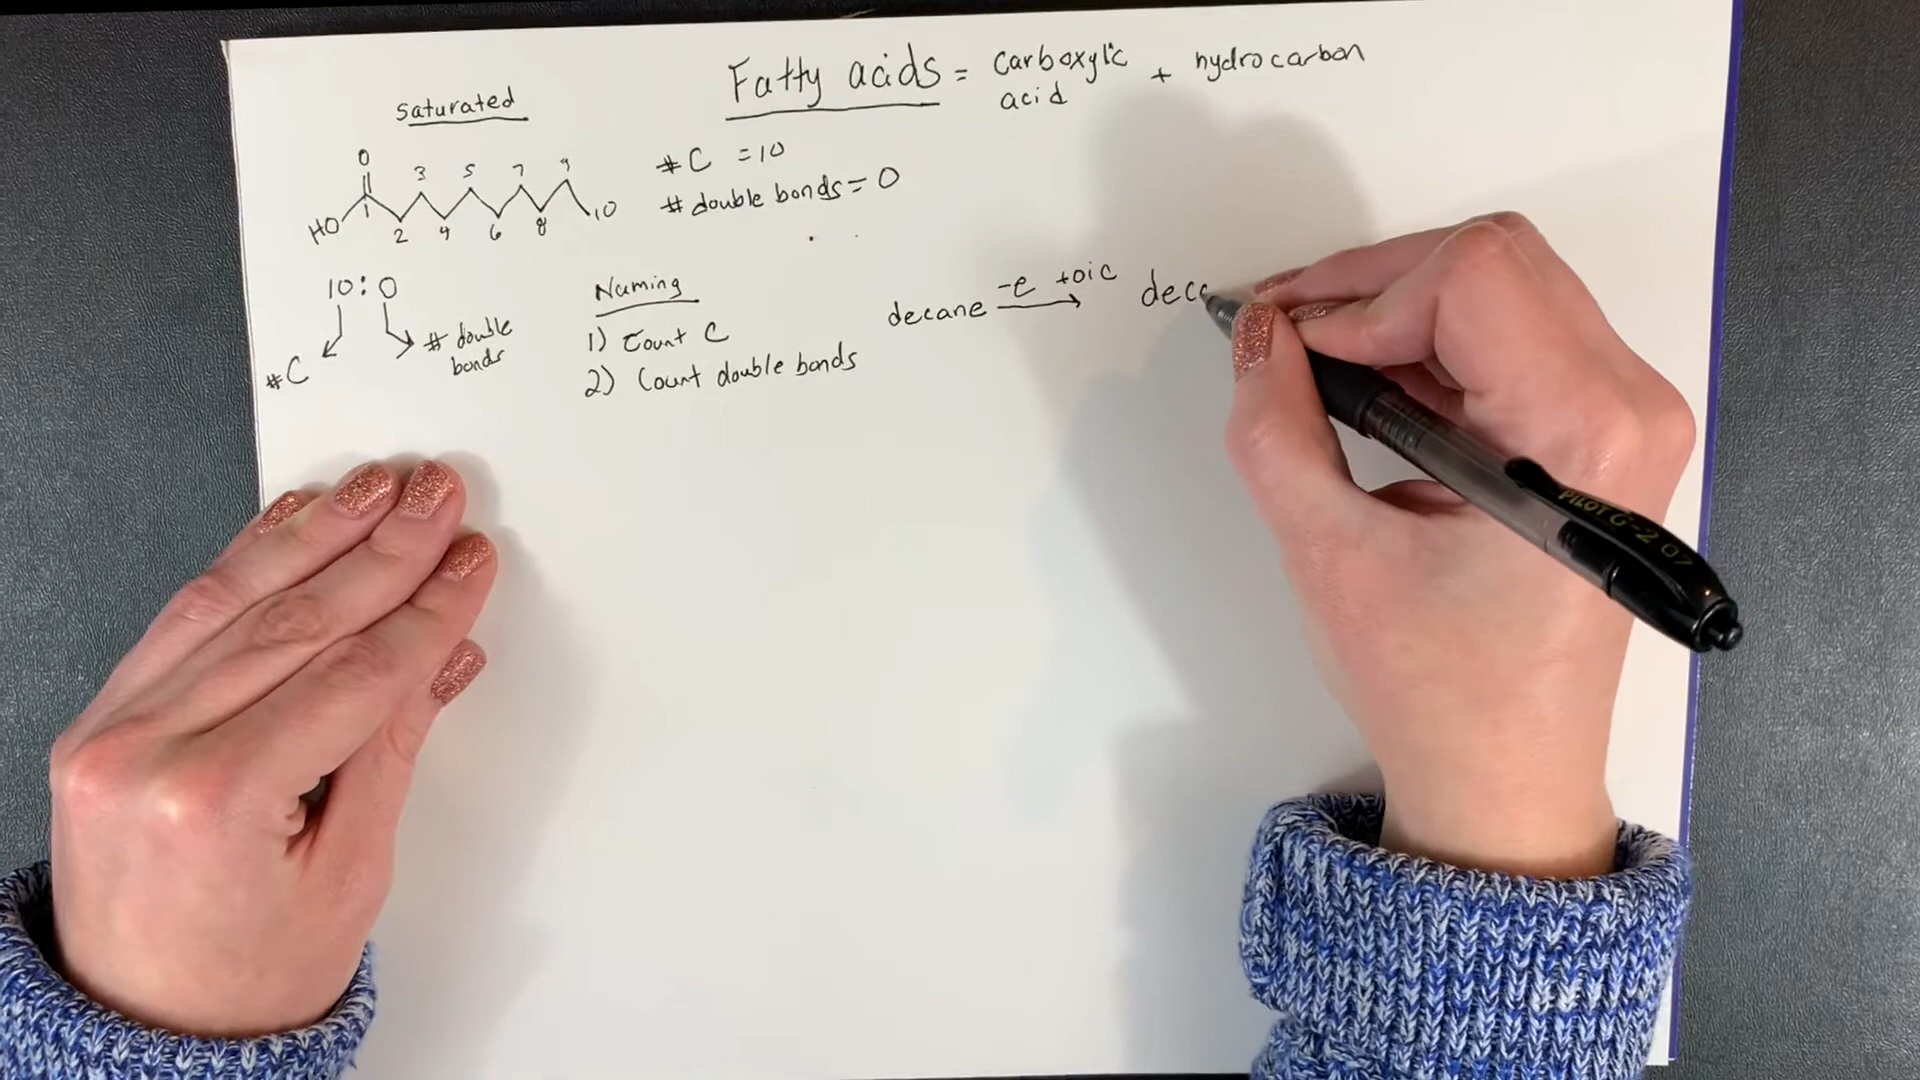 Fatty acids = carboxylic acid + hydrocarbon
saturated
O
HO
1 2 3 4 5 6 7 8 9 10
#C = 10
# double bonds = 0
10:0
#C
# double bonds
Naming
1) Count C
2) Count double bonds
decane -e +oic deca
PILOT G-2 07